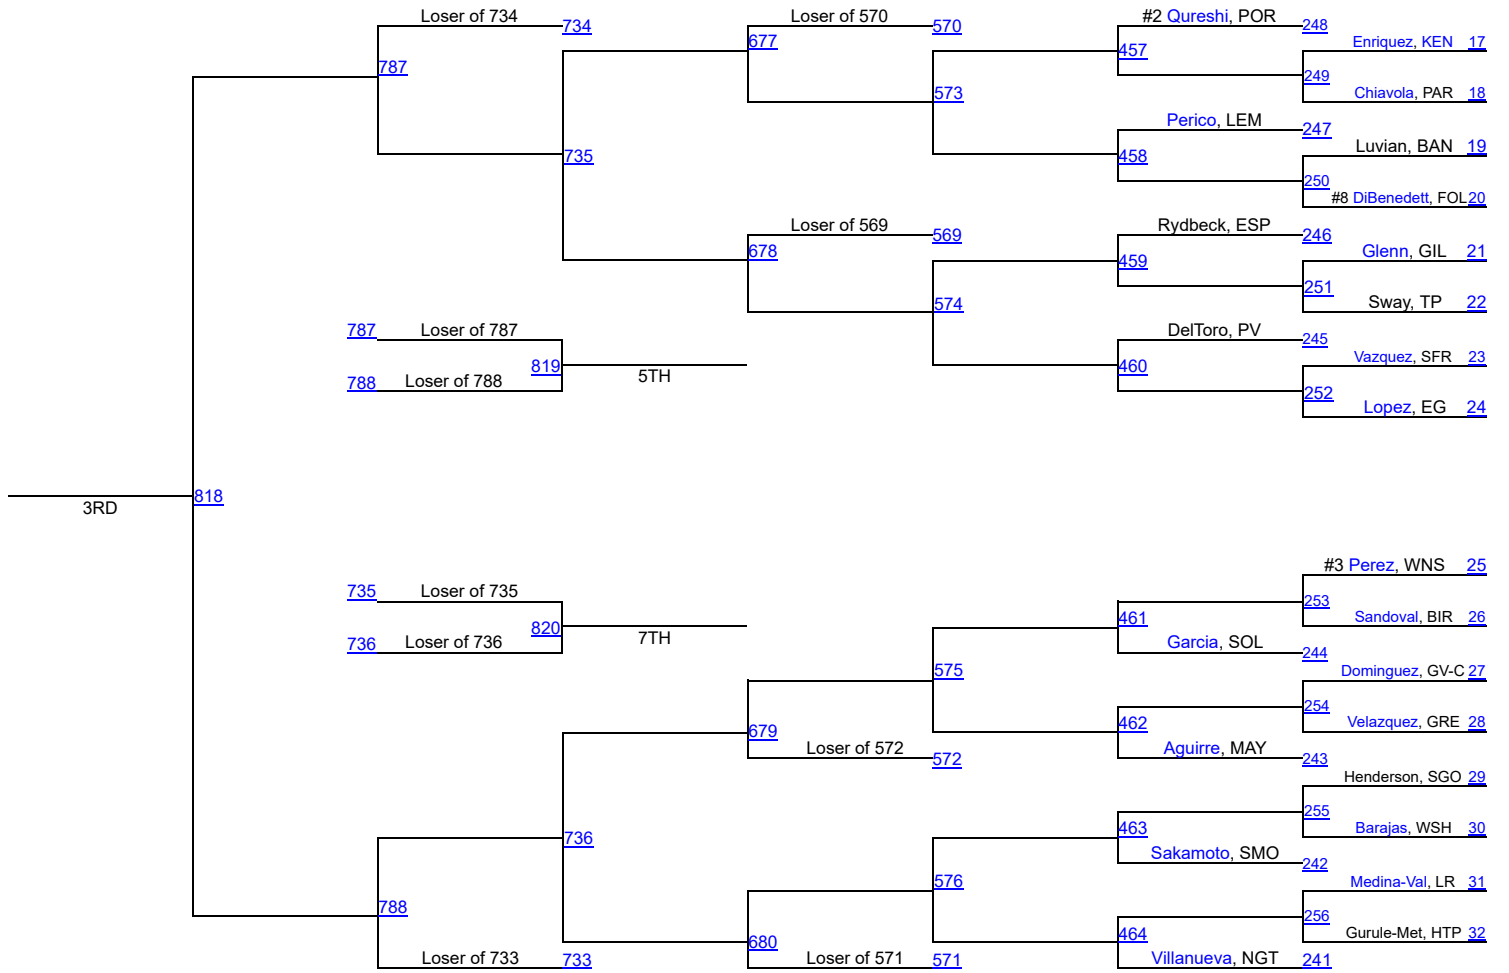 Loser of 734 734
Loser of 570 570
#2 Qureshi, POR 248
Enriquez, KEN 17
677
457
787
249
573
Chiavola, PAR 18
Perico, LEM 247
Luvian, BAN 19
735
458
250
#8 DiBenedett, FOL 20
Loser of 569 569
Rydbeck, ESP 246
678
Glenn, GIL 21
459
251
574
Sway, TP 22
787 Loser of 787
DelToro, PV 245
Vazquez, SFR 23
819
5TH
460
788 Loser of 788
252
Lopez, EG 24
818
3RD
#3 Perez, WNS 25
735 Loser of 735
253
461
Sandoval, BIR 26
820
7TH
736 Loser of 736
Garcia, SOL 244
575
Dominguez, GV-C 27
254
679
462
Velazquez, GRE 28
Loser of 572 572
Aguirre, MAY 243
Henderson, SGO 29
255
736
463
Barajas, WSH 30
Sakamoto, SMO 242
576
Medina-Val, LR 31
788
256
680
464
Gurule-Met, HTP 32
Loser of 733 733
Loser of 571 571
Villanueva, NGT 241